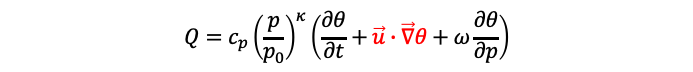 Q = c_p (p/p_0)^κ (∂θ/∂t + u⃗ · ∇⃗θ + ω ∂θ/∂p)